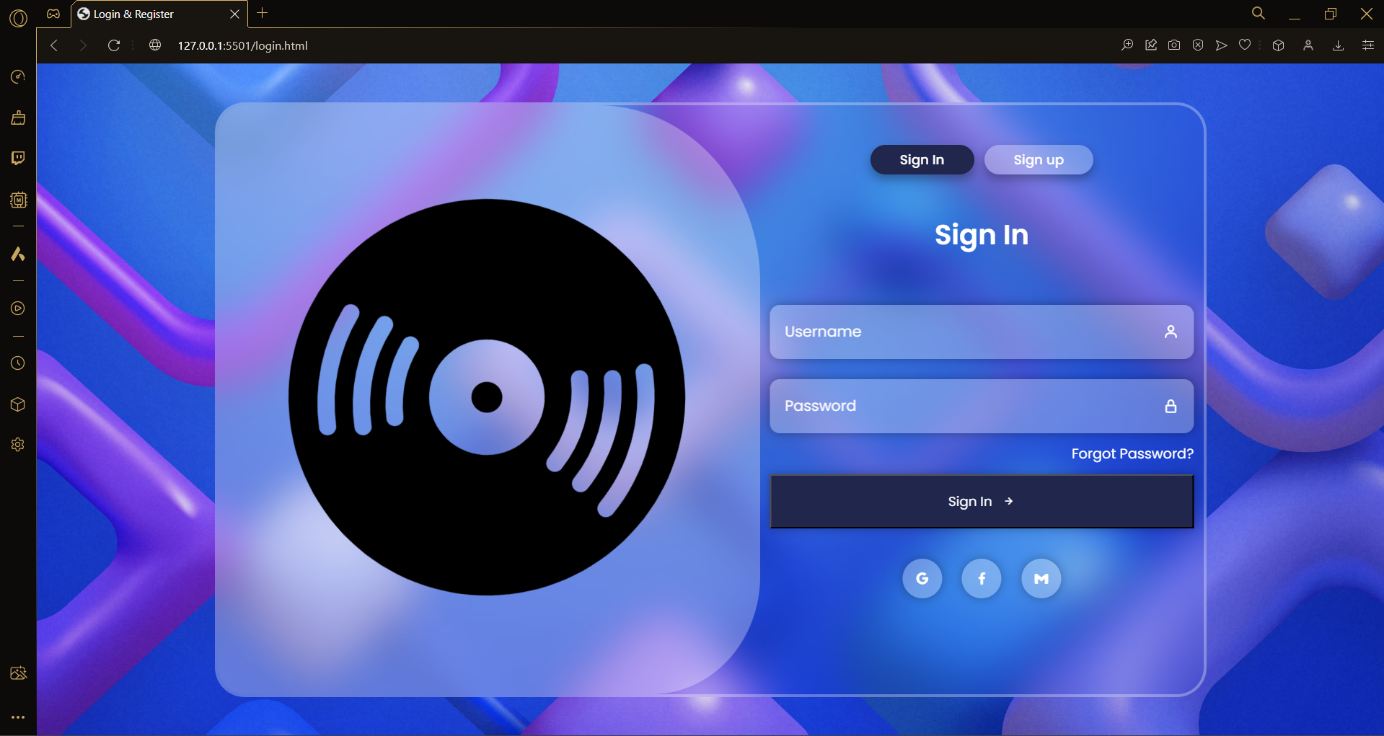 Login & Register
127.0.0.1:5501/login.html
Sign In
Sign up
Sign In
Username
Password
Forgot Password?
Sign In